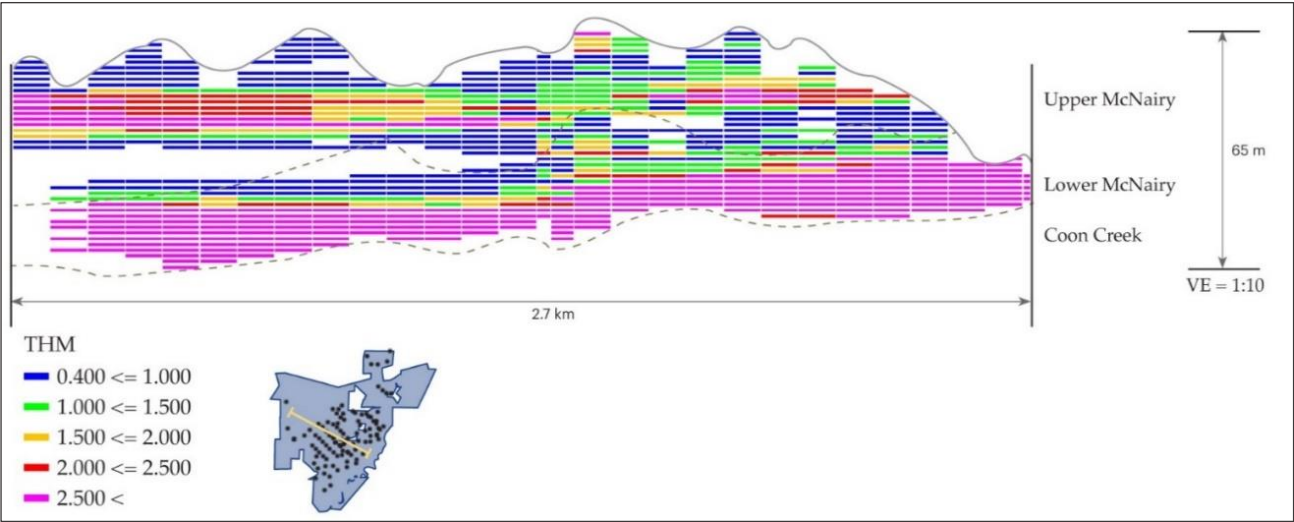 Upper McNairy
65 m
Lower McNairy
Coon Creek
VE = 1:10
2.7 km
THM
0.400 <= 1.000
1.000 <= 1.500
1.500 <= 2.000
2.000 <= 2.500
2.500 <